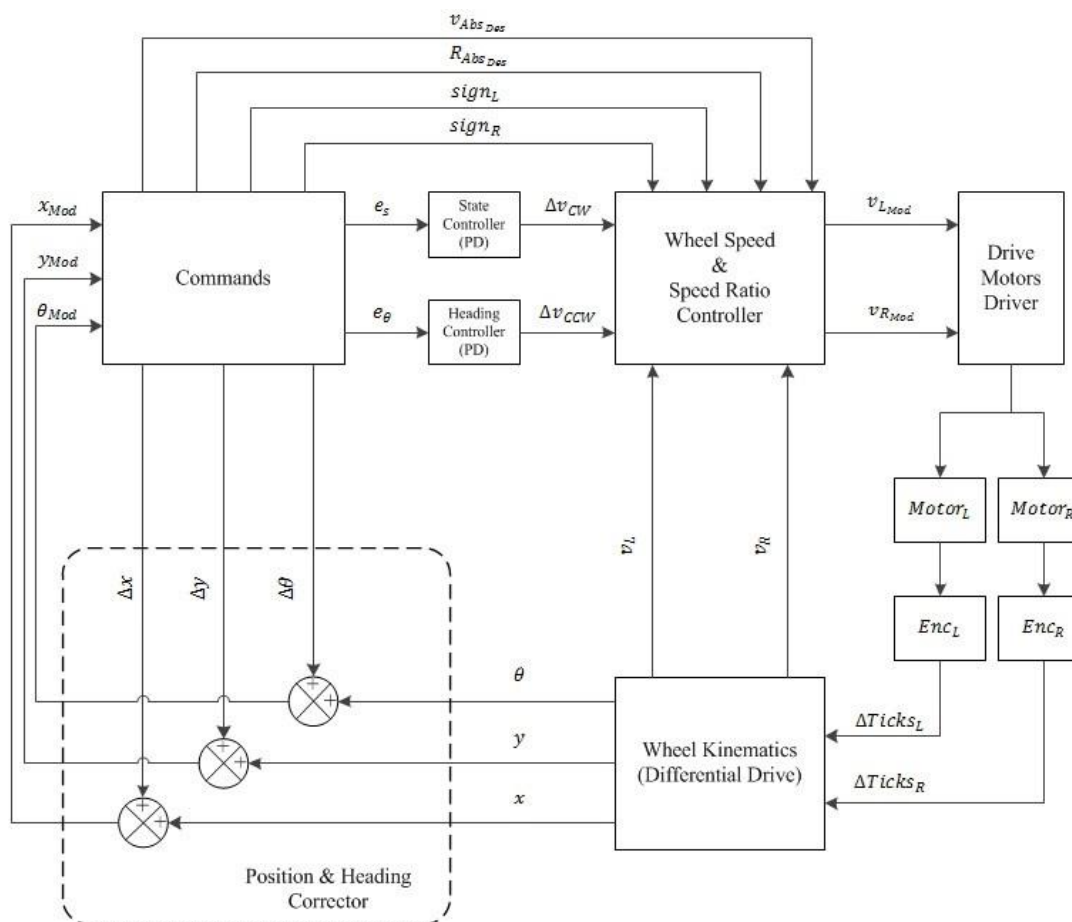 v_{Abs_{Des}}
R_{Abs_{Des}}
sign_L
sign_R
x_{Mod}
y_{Mod}
θ_{Mod}
Commands
e_s
e_θ
State
Controller
(PD)
Heading
Controller
(PD)
Δv_{CW}
Δv_{CCW}
Wheel Speed
&
Speed Ratio
Controller
v_{L_{Mod}}
v_{R_{Mod}}
Drive
Motors
Driver
Motor_L
Motor_R
Enc_L
Enc_R
v_L
v_R
Δx
Δy
Δθ
+
+
θ
+
+
y
+
+
x
Wheel Kinematics
(Differential Drive)
ΔTicks_L
ΔTicks_R
Position & Heading
Corrector